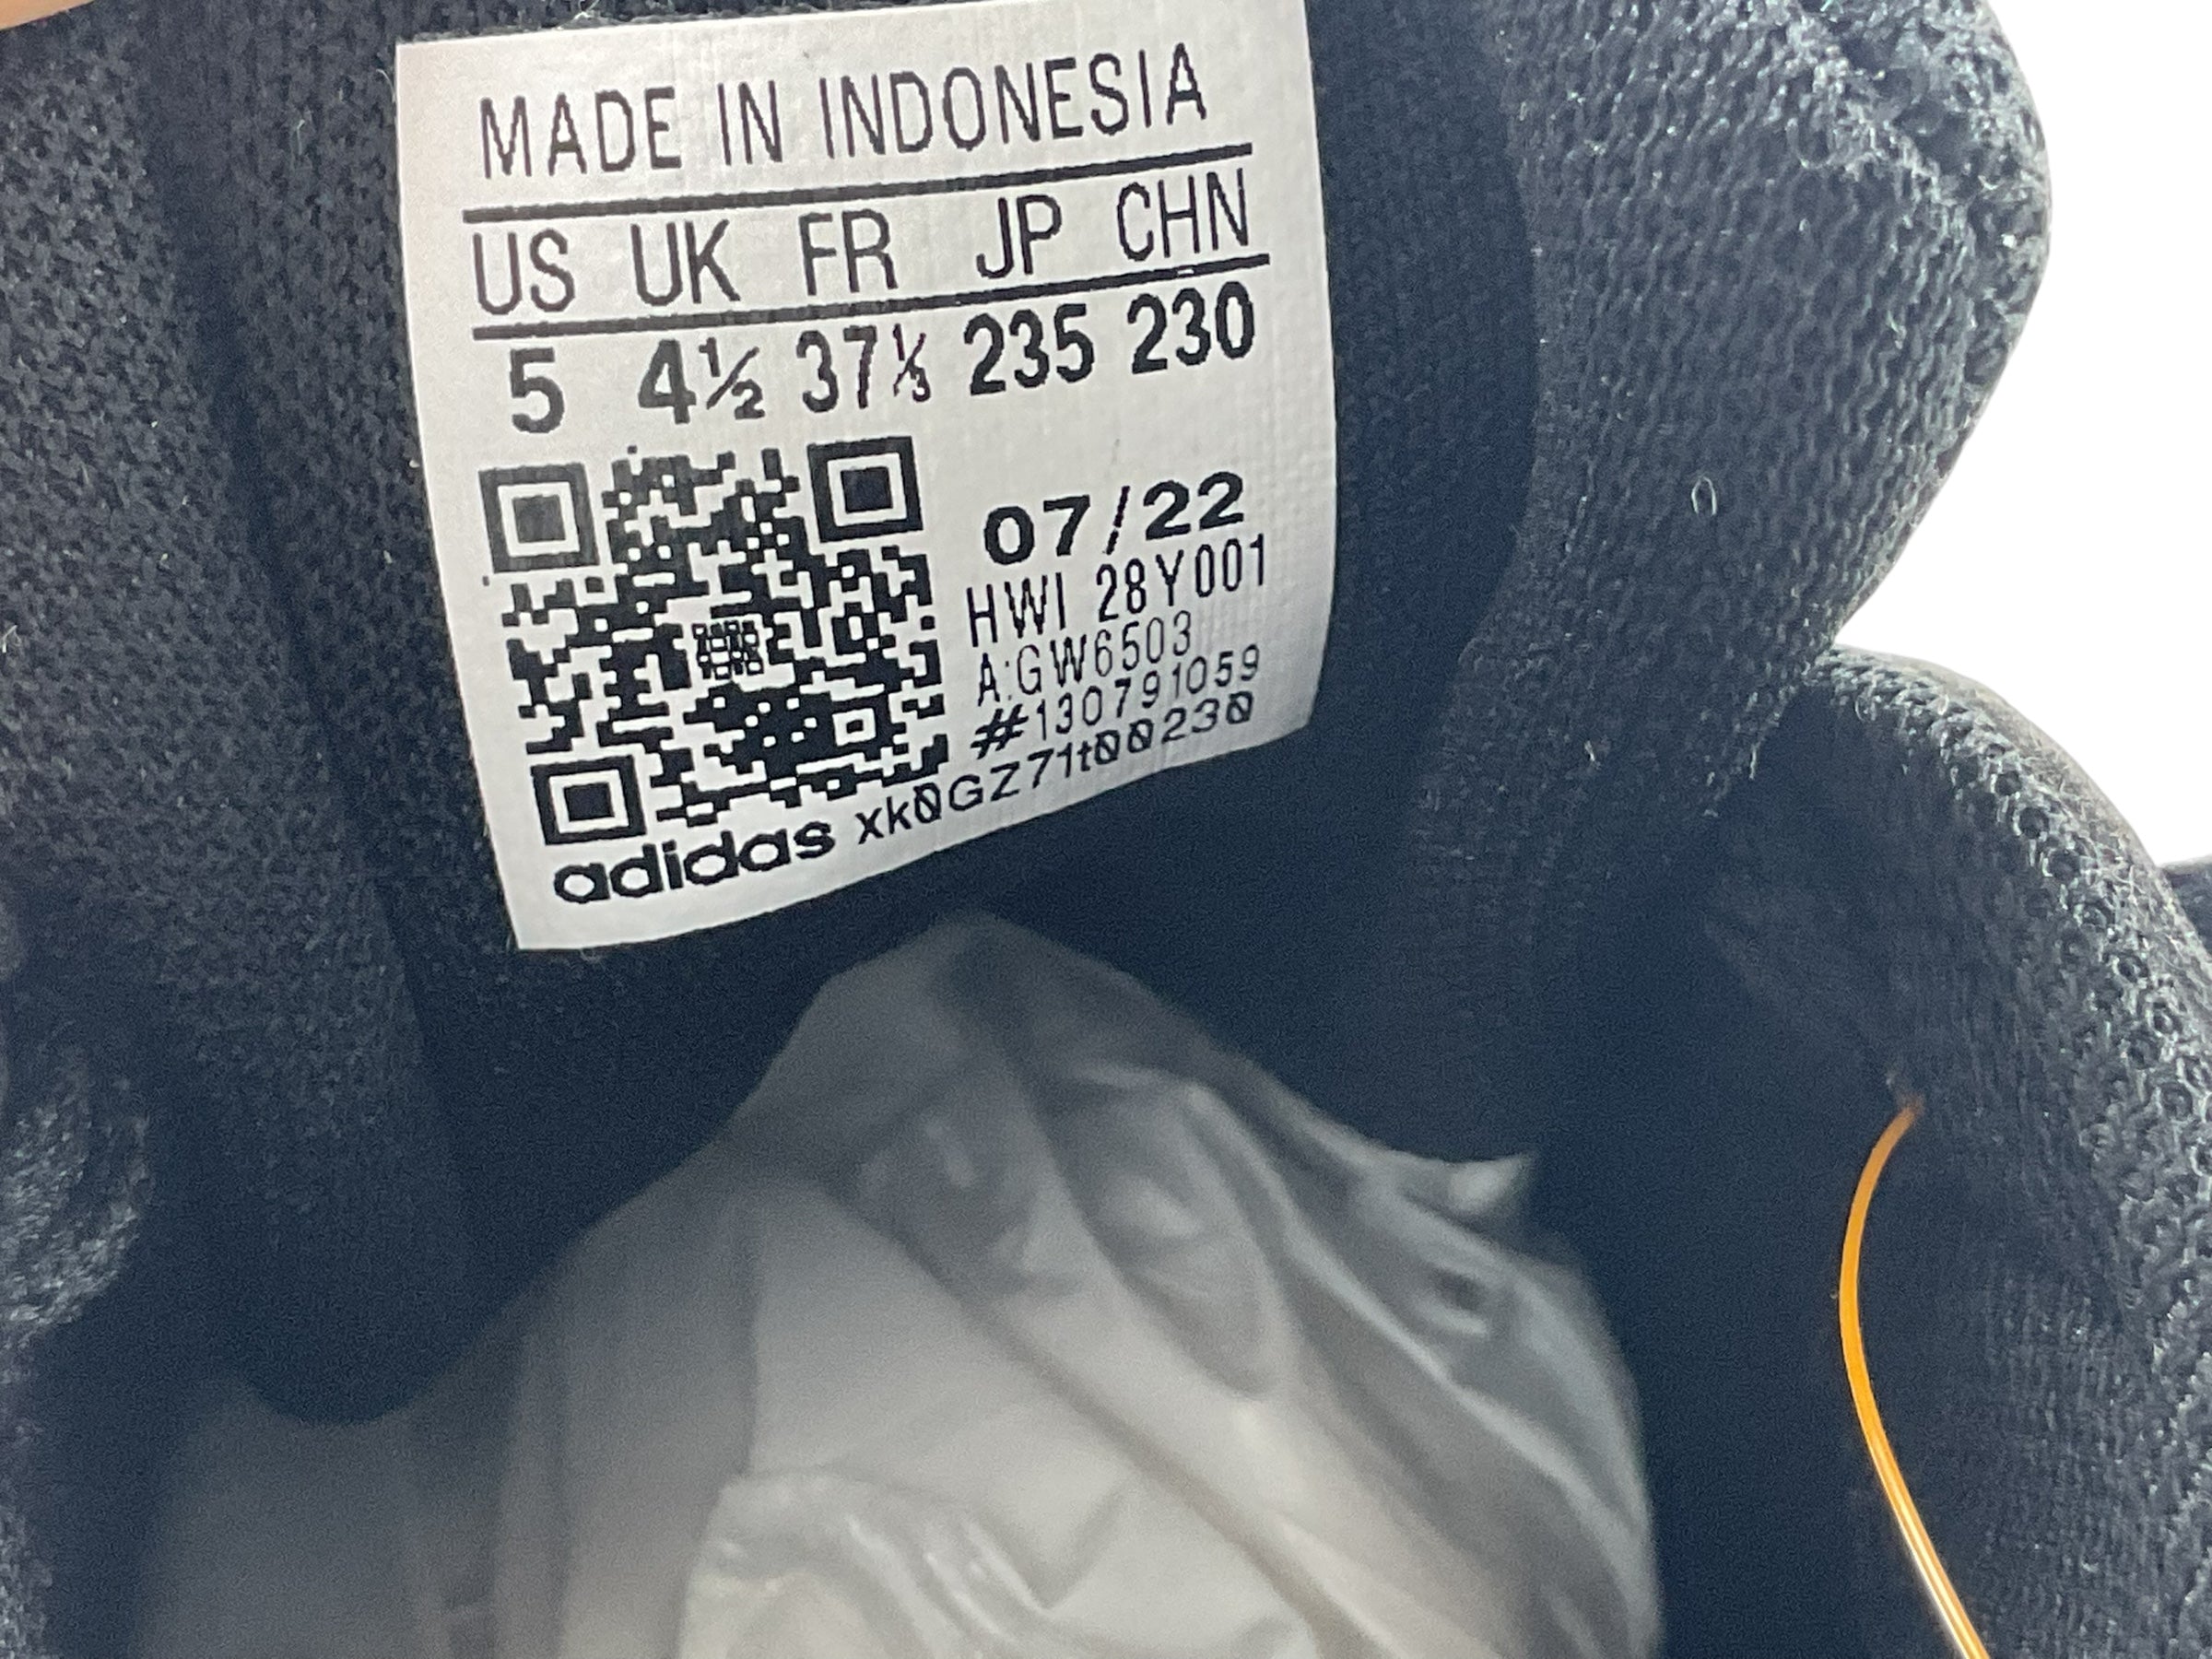 MADE IN INDONESIA
US UK FR JP CHN
5 4½ 37⅓ 235 230
07/22
HWI 28Y001
A:GW6503
#130791059
adidas xk0GZ71t00230